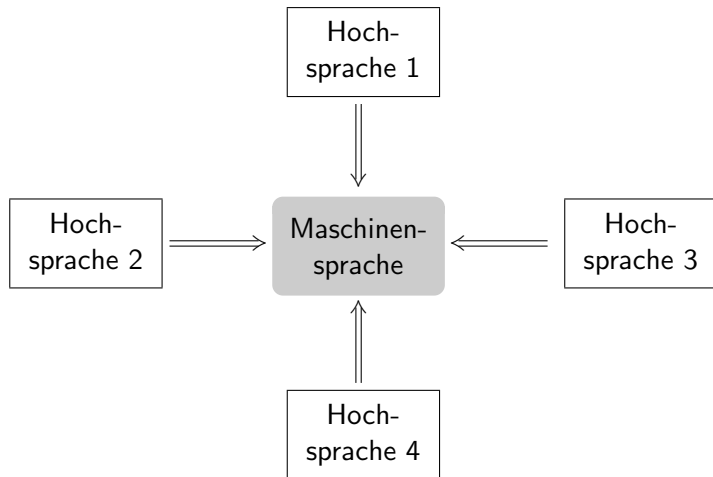 Hoch-
sprache 1
Hoch-
sprache 2
Maschinen-
sprache
Hoch-
sprache 3
Hoch-
sprache 4